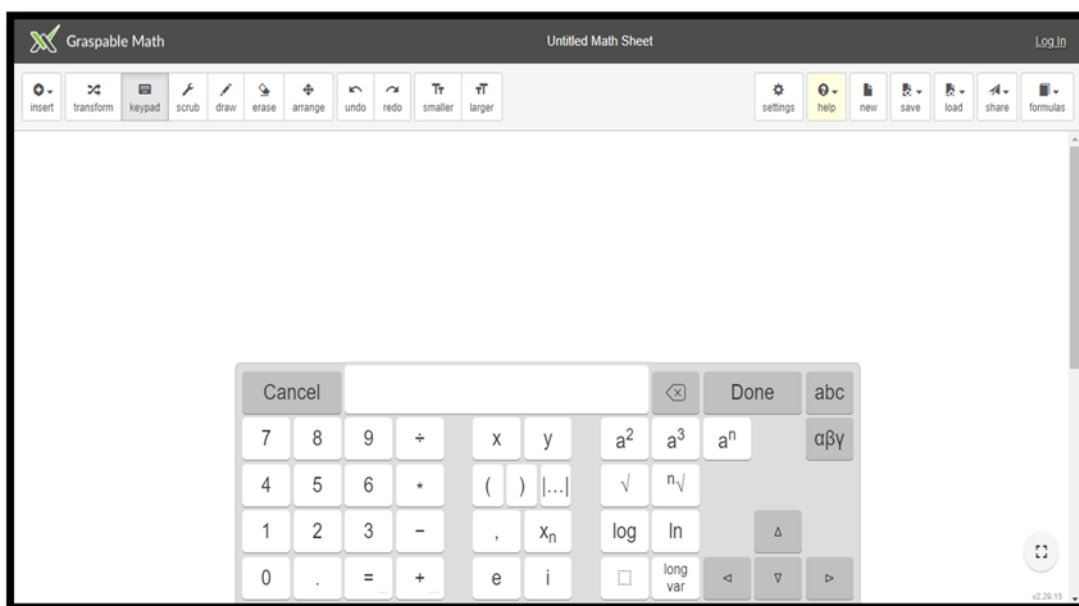 Graspable Math Untitled Math Sheet Log In
insert transform keypad scrub draw erase arrange undo redo smaller larger settings help new save load share formulas
Cancel Done abc
7 8 9 ÷ x y a² a³ aⁿ αβγ
4 5 6 * ( ) |...| √ ⁿ√
1 2 3 − , xₙ log ln
0 . = ... + ... e i long var
v2.29.15